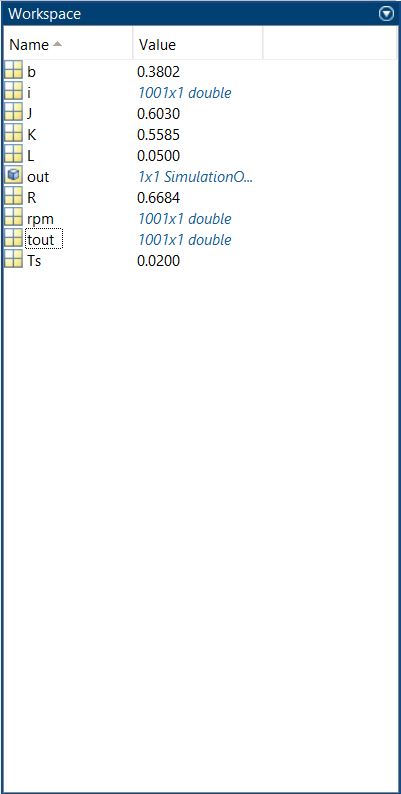 Workspace
Name Value
b 0.3802
i 1001x1 double
J 0.6030
K 0.5585
L 0.0500
out 1x1 SimulationO...
R 0.6684
rpm 1001x1 double
tout 1001x1 double
Ts 0.0200